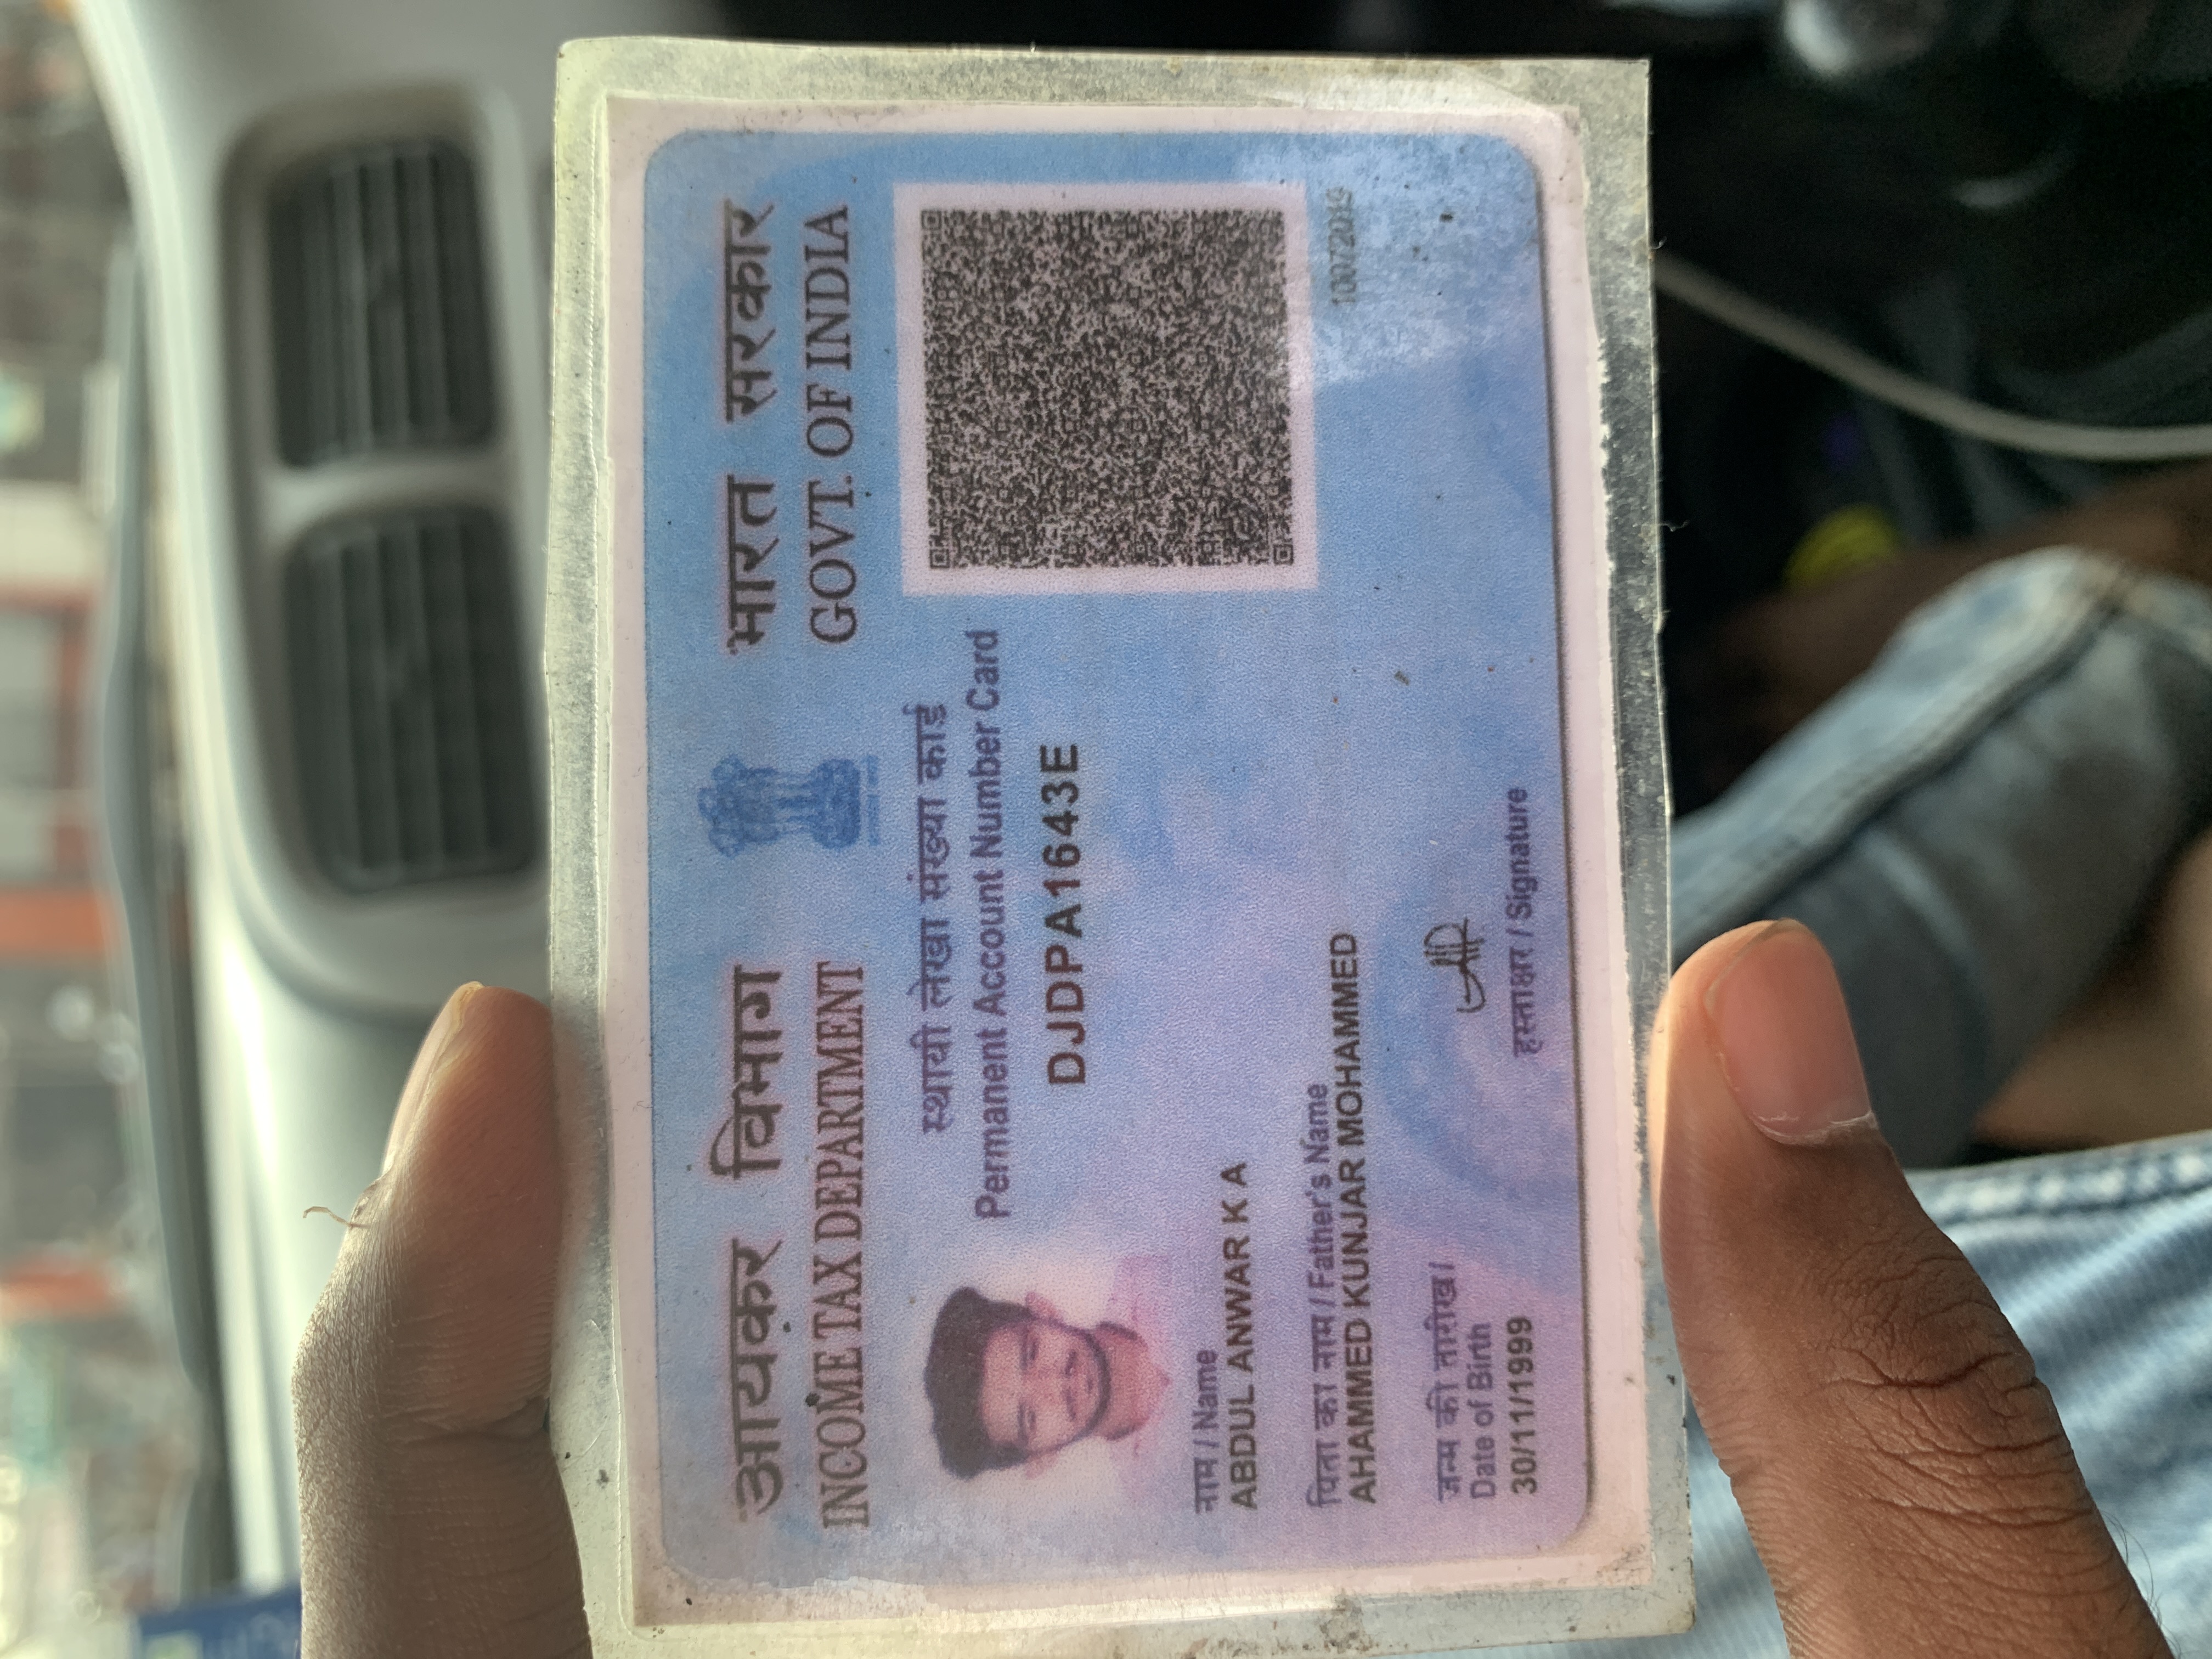 आयकर विभाग
INCOME TAX DEPARTMENT
भारत सरकार
GOVT. OF INDIA
स्थायी लेखा संख्या कार्ड
Permanent Account Number Card
DJDPA1643E
नाम / Name
ABDUL ANWAR K A
पिता का नाम / Father's Name
AHAMMED KUNJAR MOHAMMED
10072019
जन्म की तारीख /
Date of Birth
30/11/1999
हस्ताक्षर / Signature